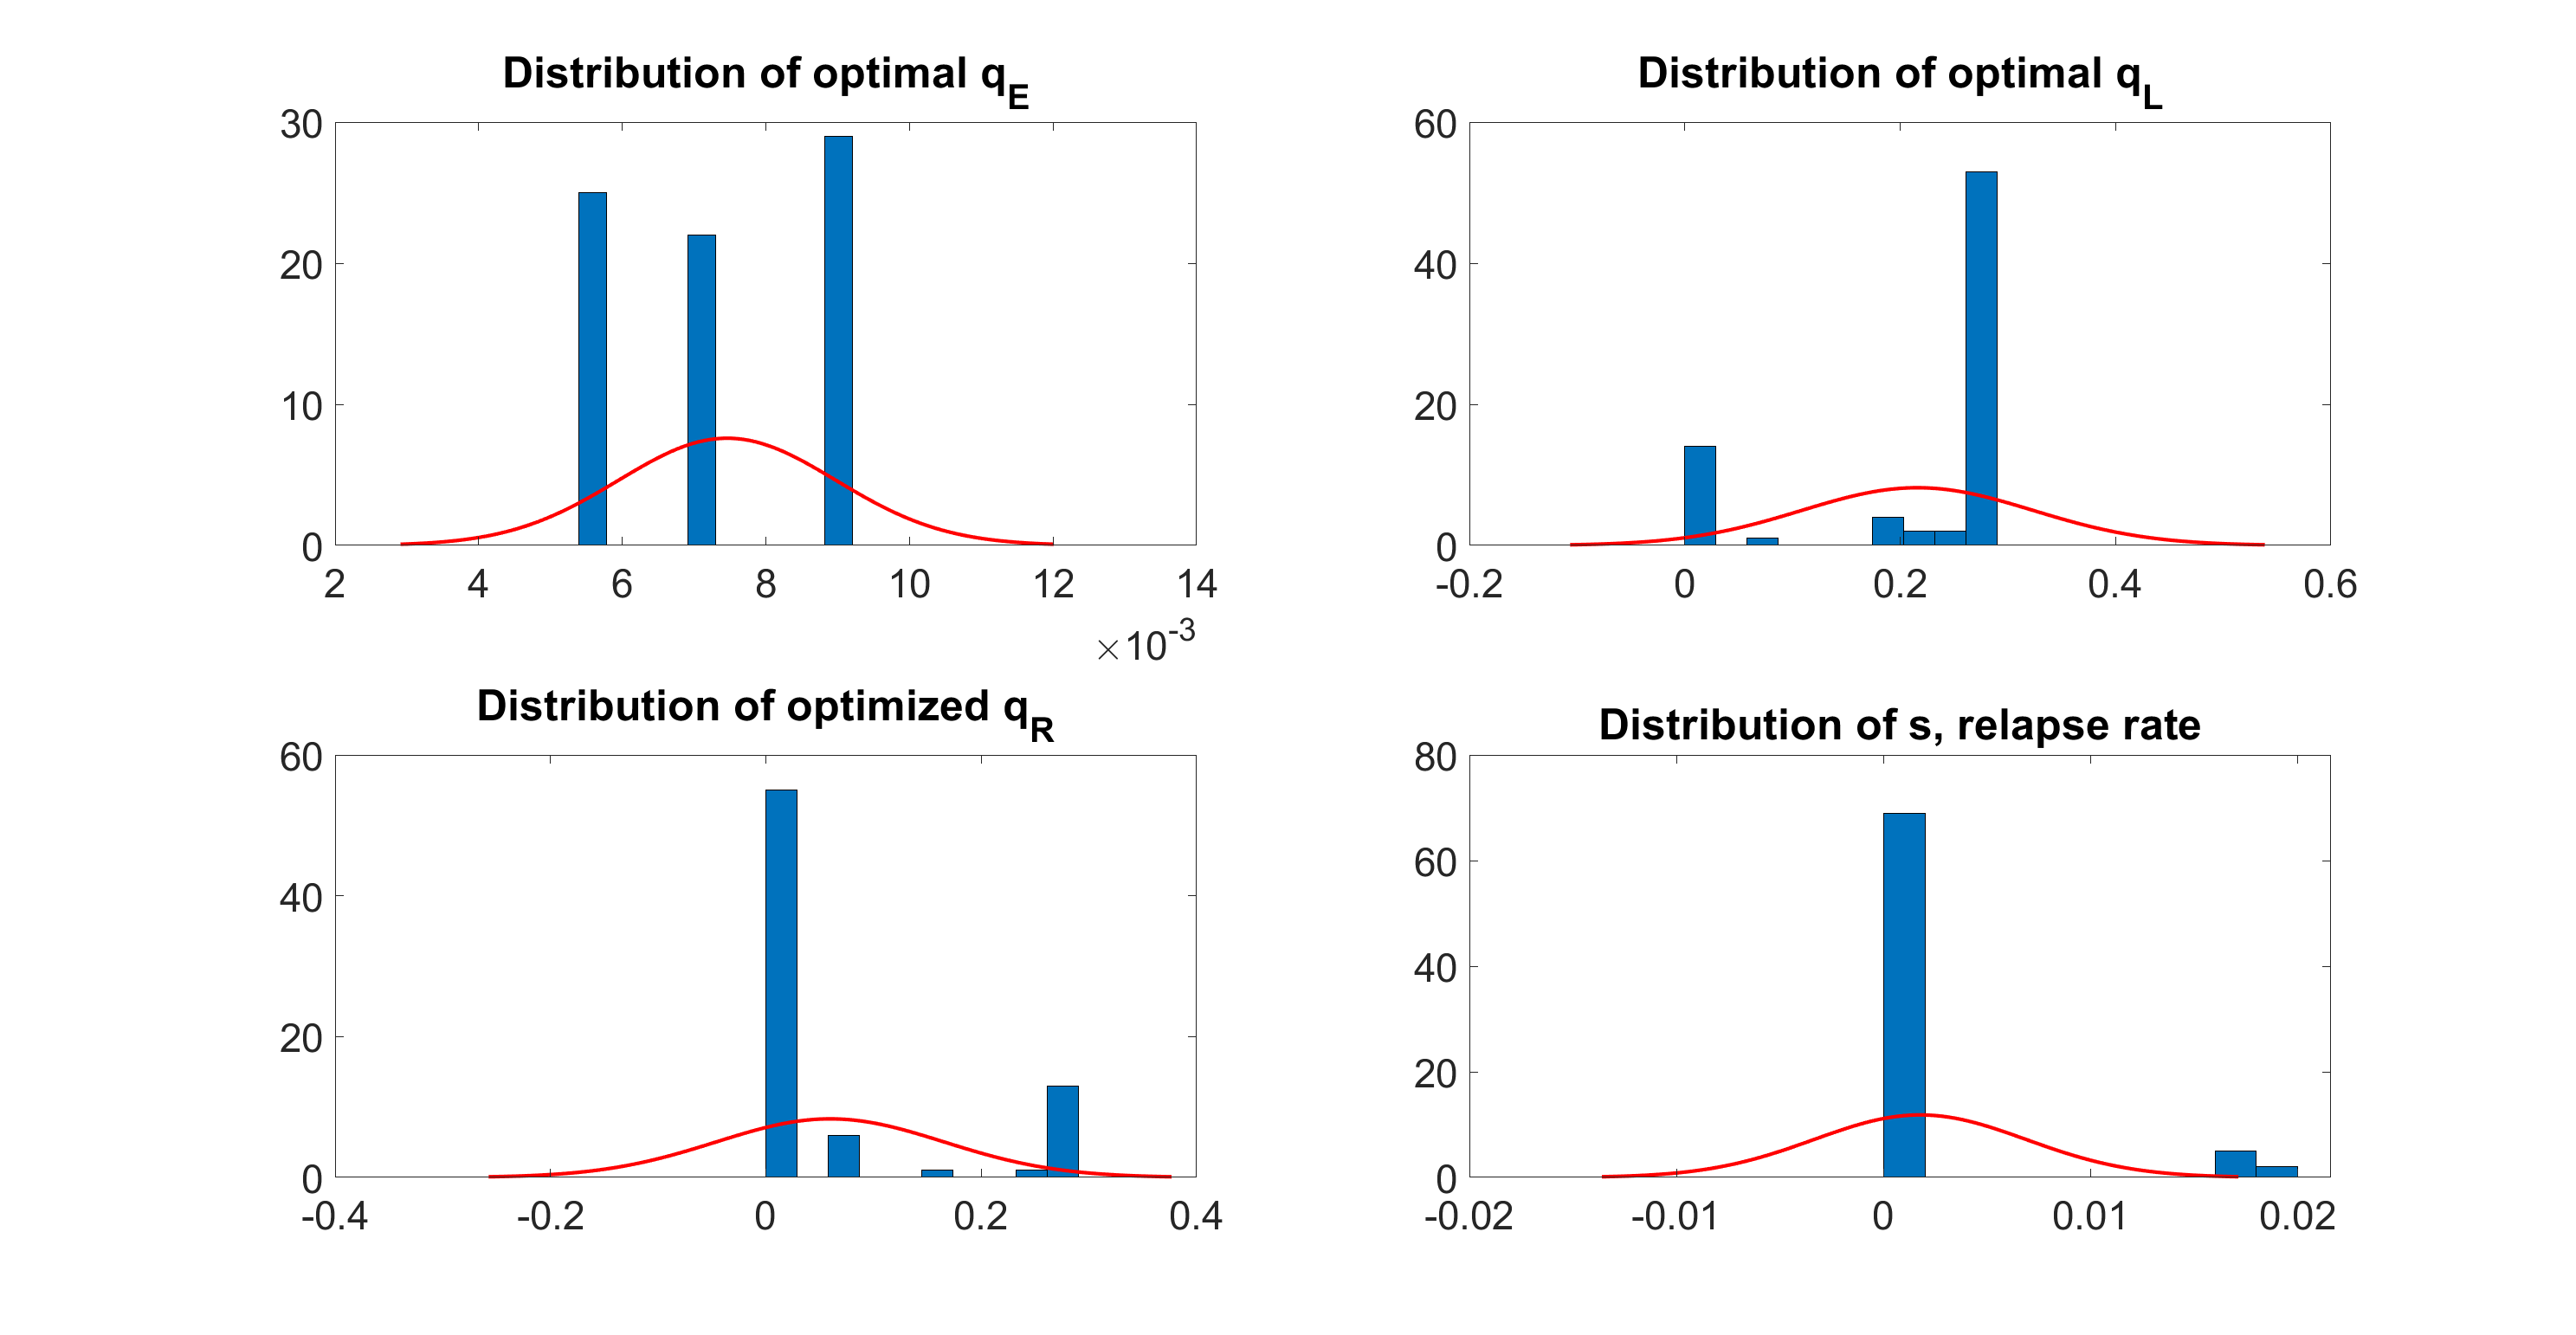 Distribution of optimal qE
30
20
10
0
2 4 6 8 10 12 14
×10-3
Distribution of optimal qL
60
40
20
0
-0.2 0 0.2 0.4 0.6
Distribution of optimized qR
60
40
20
0
-0.4 -0.2 0 0.2 0.4
Distribution of s, relapse rate
80
60
40
20
0
-0.02 -0.01 0 0.01 0.02